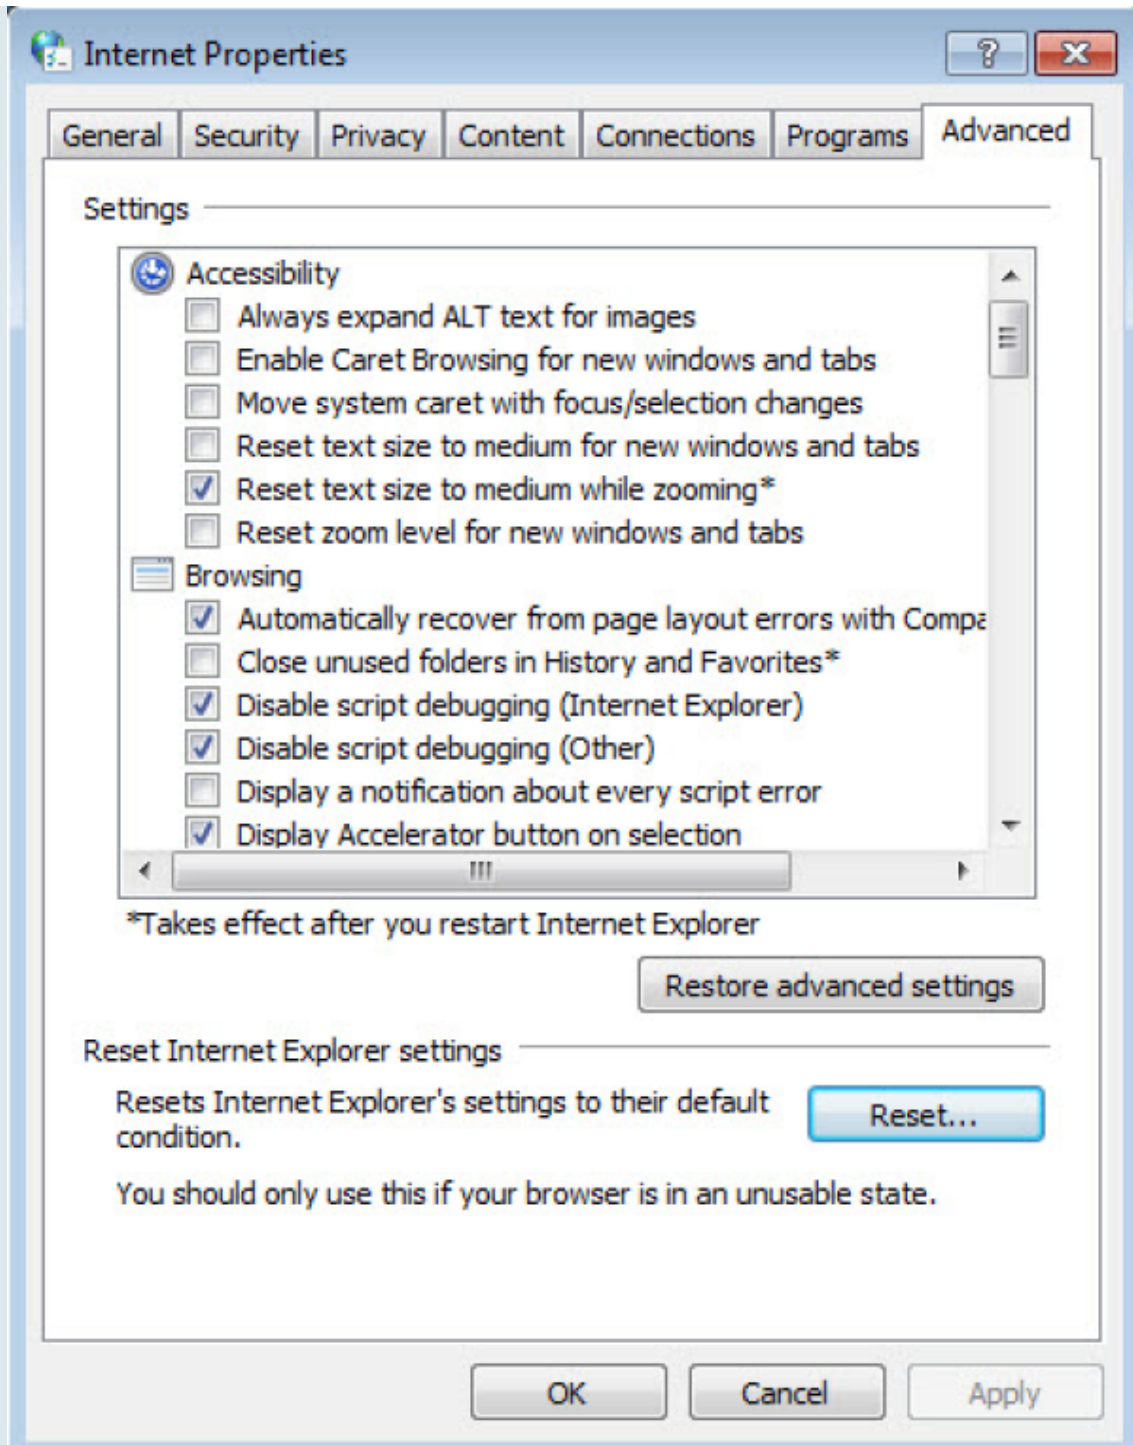 Internet Properties
General Security Privacy Content Connections Programs Advanced
Settings
Accessibility
Always expand ALT text for images
Enable Caret Browsing for new windows and tabs
Move system caret with focus/selection changes
Reset text size to medium for new windows and tabs
Reset text size to medium while zooming*
Reset zoom level for new windows and tabs
Browsing
Automatically recover from page layout errors with Compa
Close unused folders in History and Favorites*
Disable script debugging (Internet Explorer)
Disable script debugging (Other)
Display a notification about every script error
Display Accelerator button on selection
*Takes effect after you restart Internet Explorer
Restore advanced settings
Reset Internet Explorer settings
Resets Internet Explorer's settings to their default
condition.
Reset...
You should only use this if your browser is in an unusable state.
OK Cancel Apply